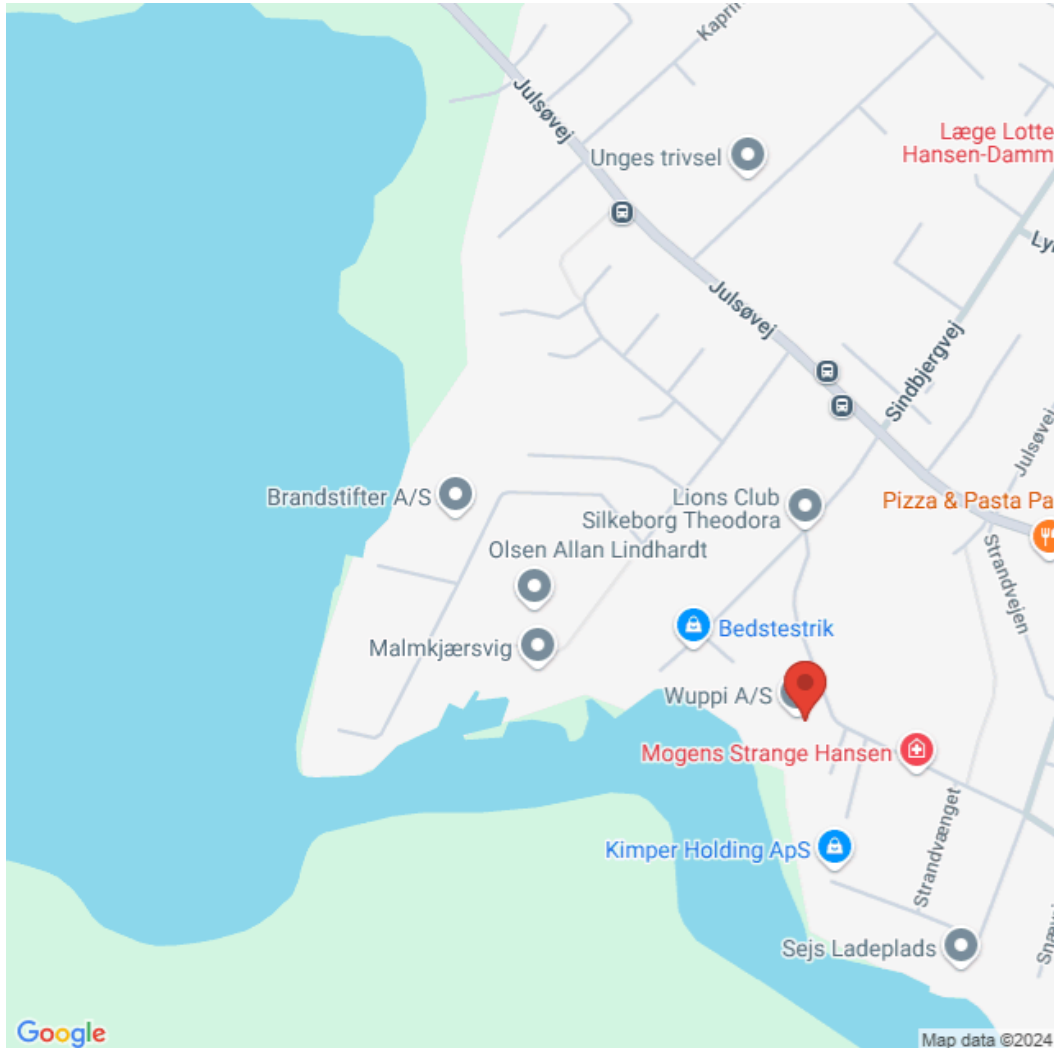 Julsøvej
Unges trivsel
Læge Lotte
Hansen-Damm
Julsøvej
Sindbjergvej
Brandstifter A/S
Lions Club
Silkeborg Theodora
Pizza & Pasta Pa
Olsen Allan Lindhardt
Strandvejen
Bedstestrik
Malmkjærsvig
Wuppi A/S
Mogens Strange Hansen
Kimper Holding ApS
Strandvænget
Sejs Ladeplads
Google
Map data ©2024